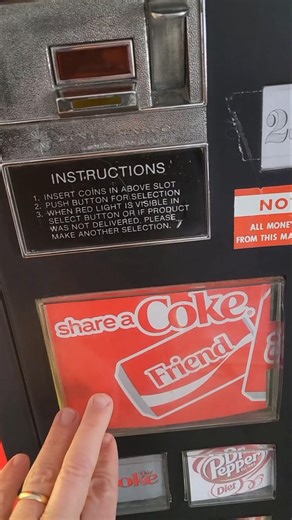 INSTRUCTIONS
1. INSERT COINS IN ABOVE SLOT
2. PUSH BUTTON FOR SELECTION
3. WHEN RED LIGHT IS VISIBLE IN
SELECT BUTTON OR IF PRODUCT
WAS NOT DELIVERED, PLEASE
MAKE ANOTHER SELECTION.
ALL MONE
FROM THIS MA
share a Coke
Friend
Diet
Coke
Dr
Pepper
Diet